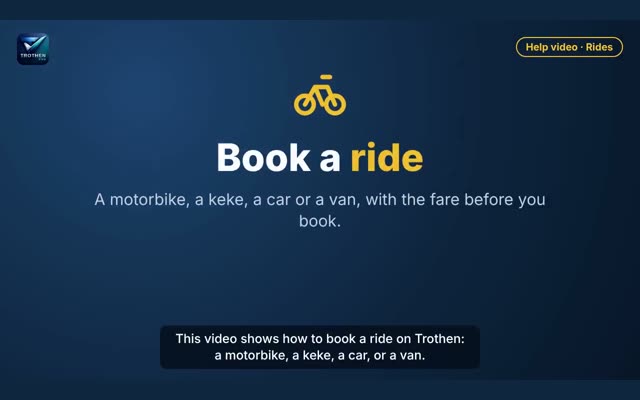 TROTHEN
Help video · Rides
Book a ride
A motorbike, a keke, a car or a van, with the fare before you
book.
This video shows how to book a ride on Trothen:
a motorbike, a keke, a car, or a van.